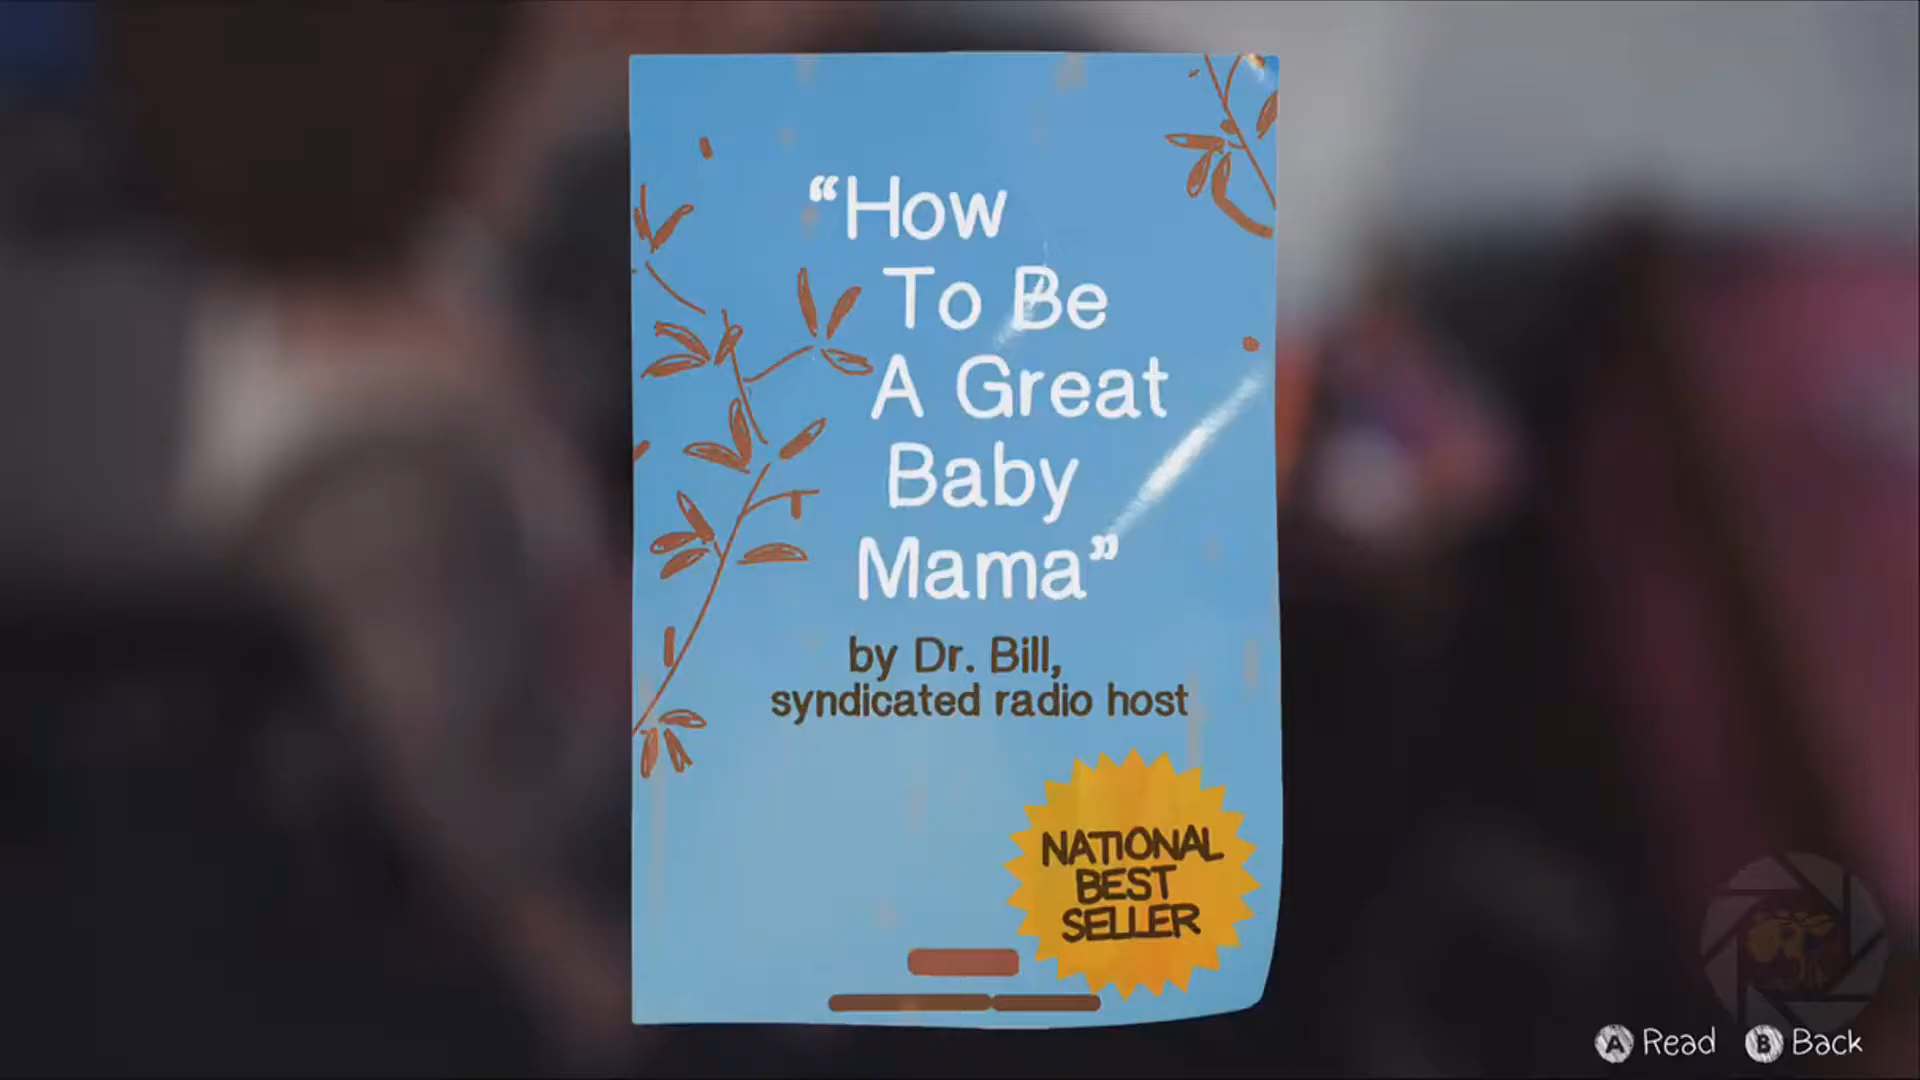 “How
To Be
A Great
Baby
Mama”
by Dr. Bill,
syndicated radio host
NATIONAL
BEST
SELLER
A Read B Back